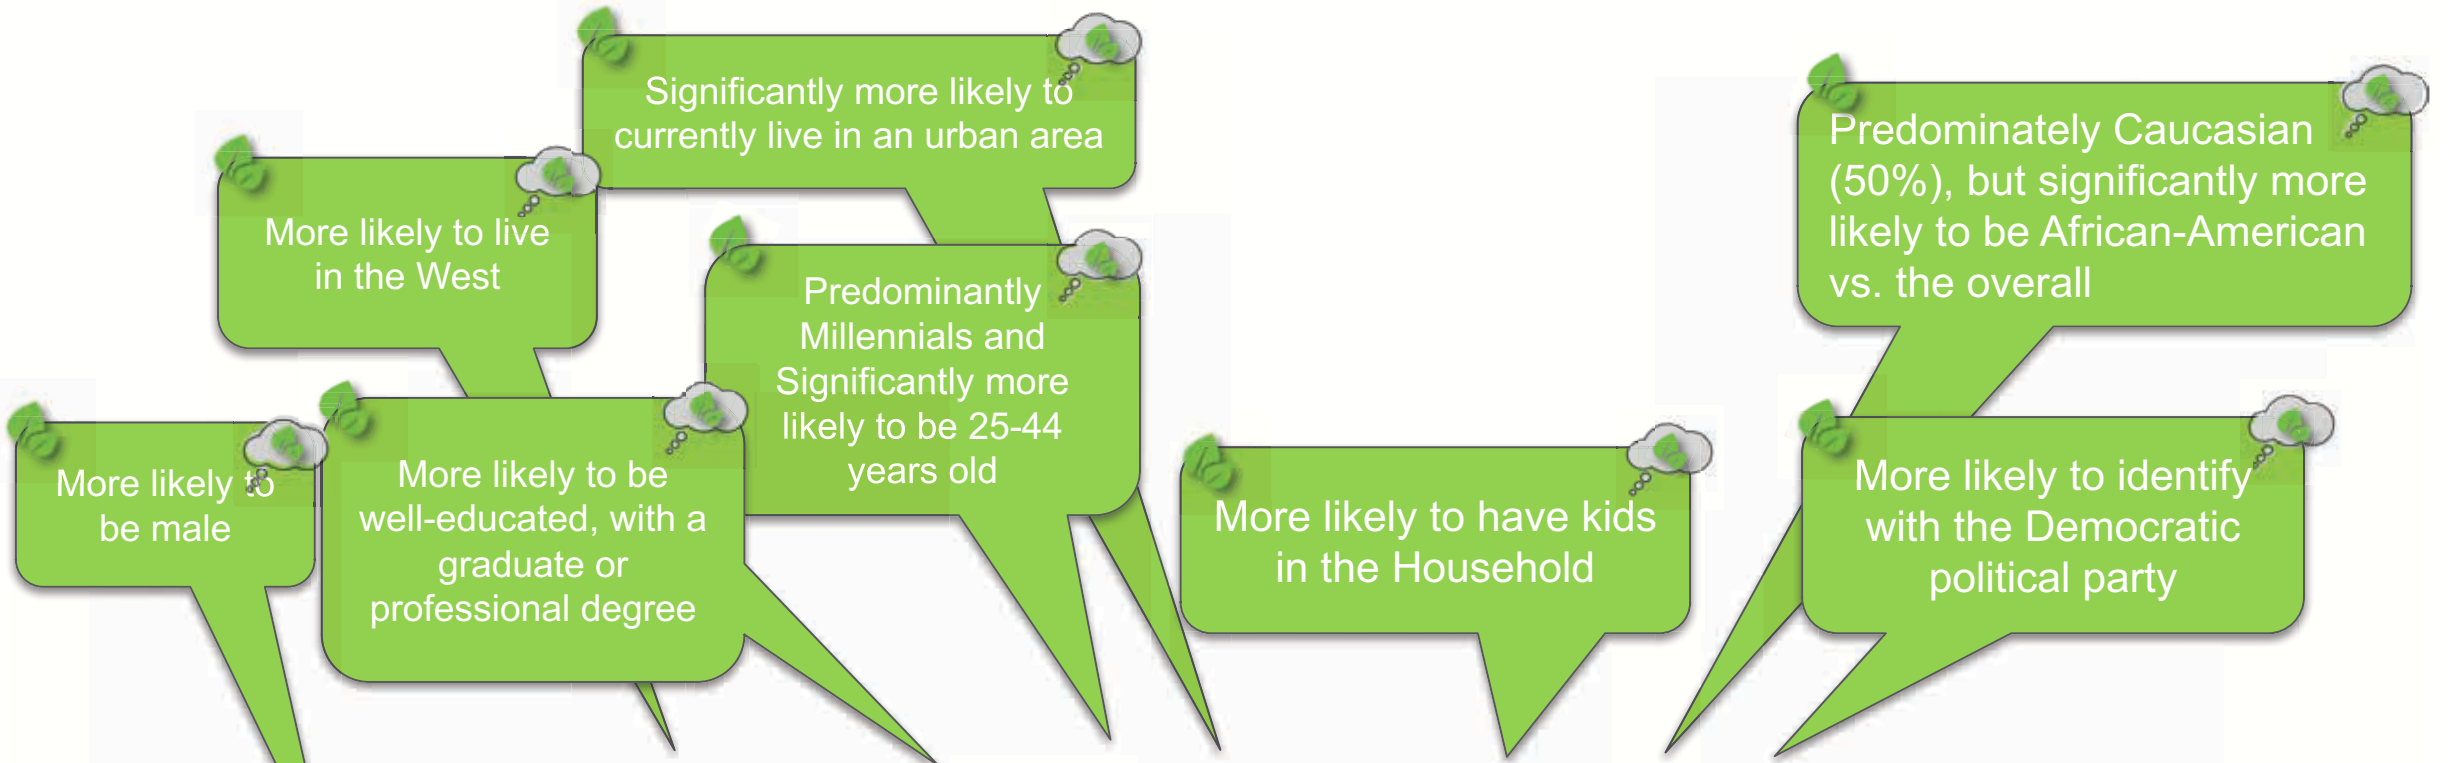 Significantly more likely to
currently live in an urban area
Predominately Caucasian
(50%), but significantly more
likely to be African-American
vs. the overall
More likely to live
in the West
Predominantly
Millennials and
Significantly more
likely to be 25-44
years old
More likely to
be male
More likely to be
well-educated, with a
graduate or
professional degree
More likely to have kids
in the Household
More likely to identify
with the Democratic
political party